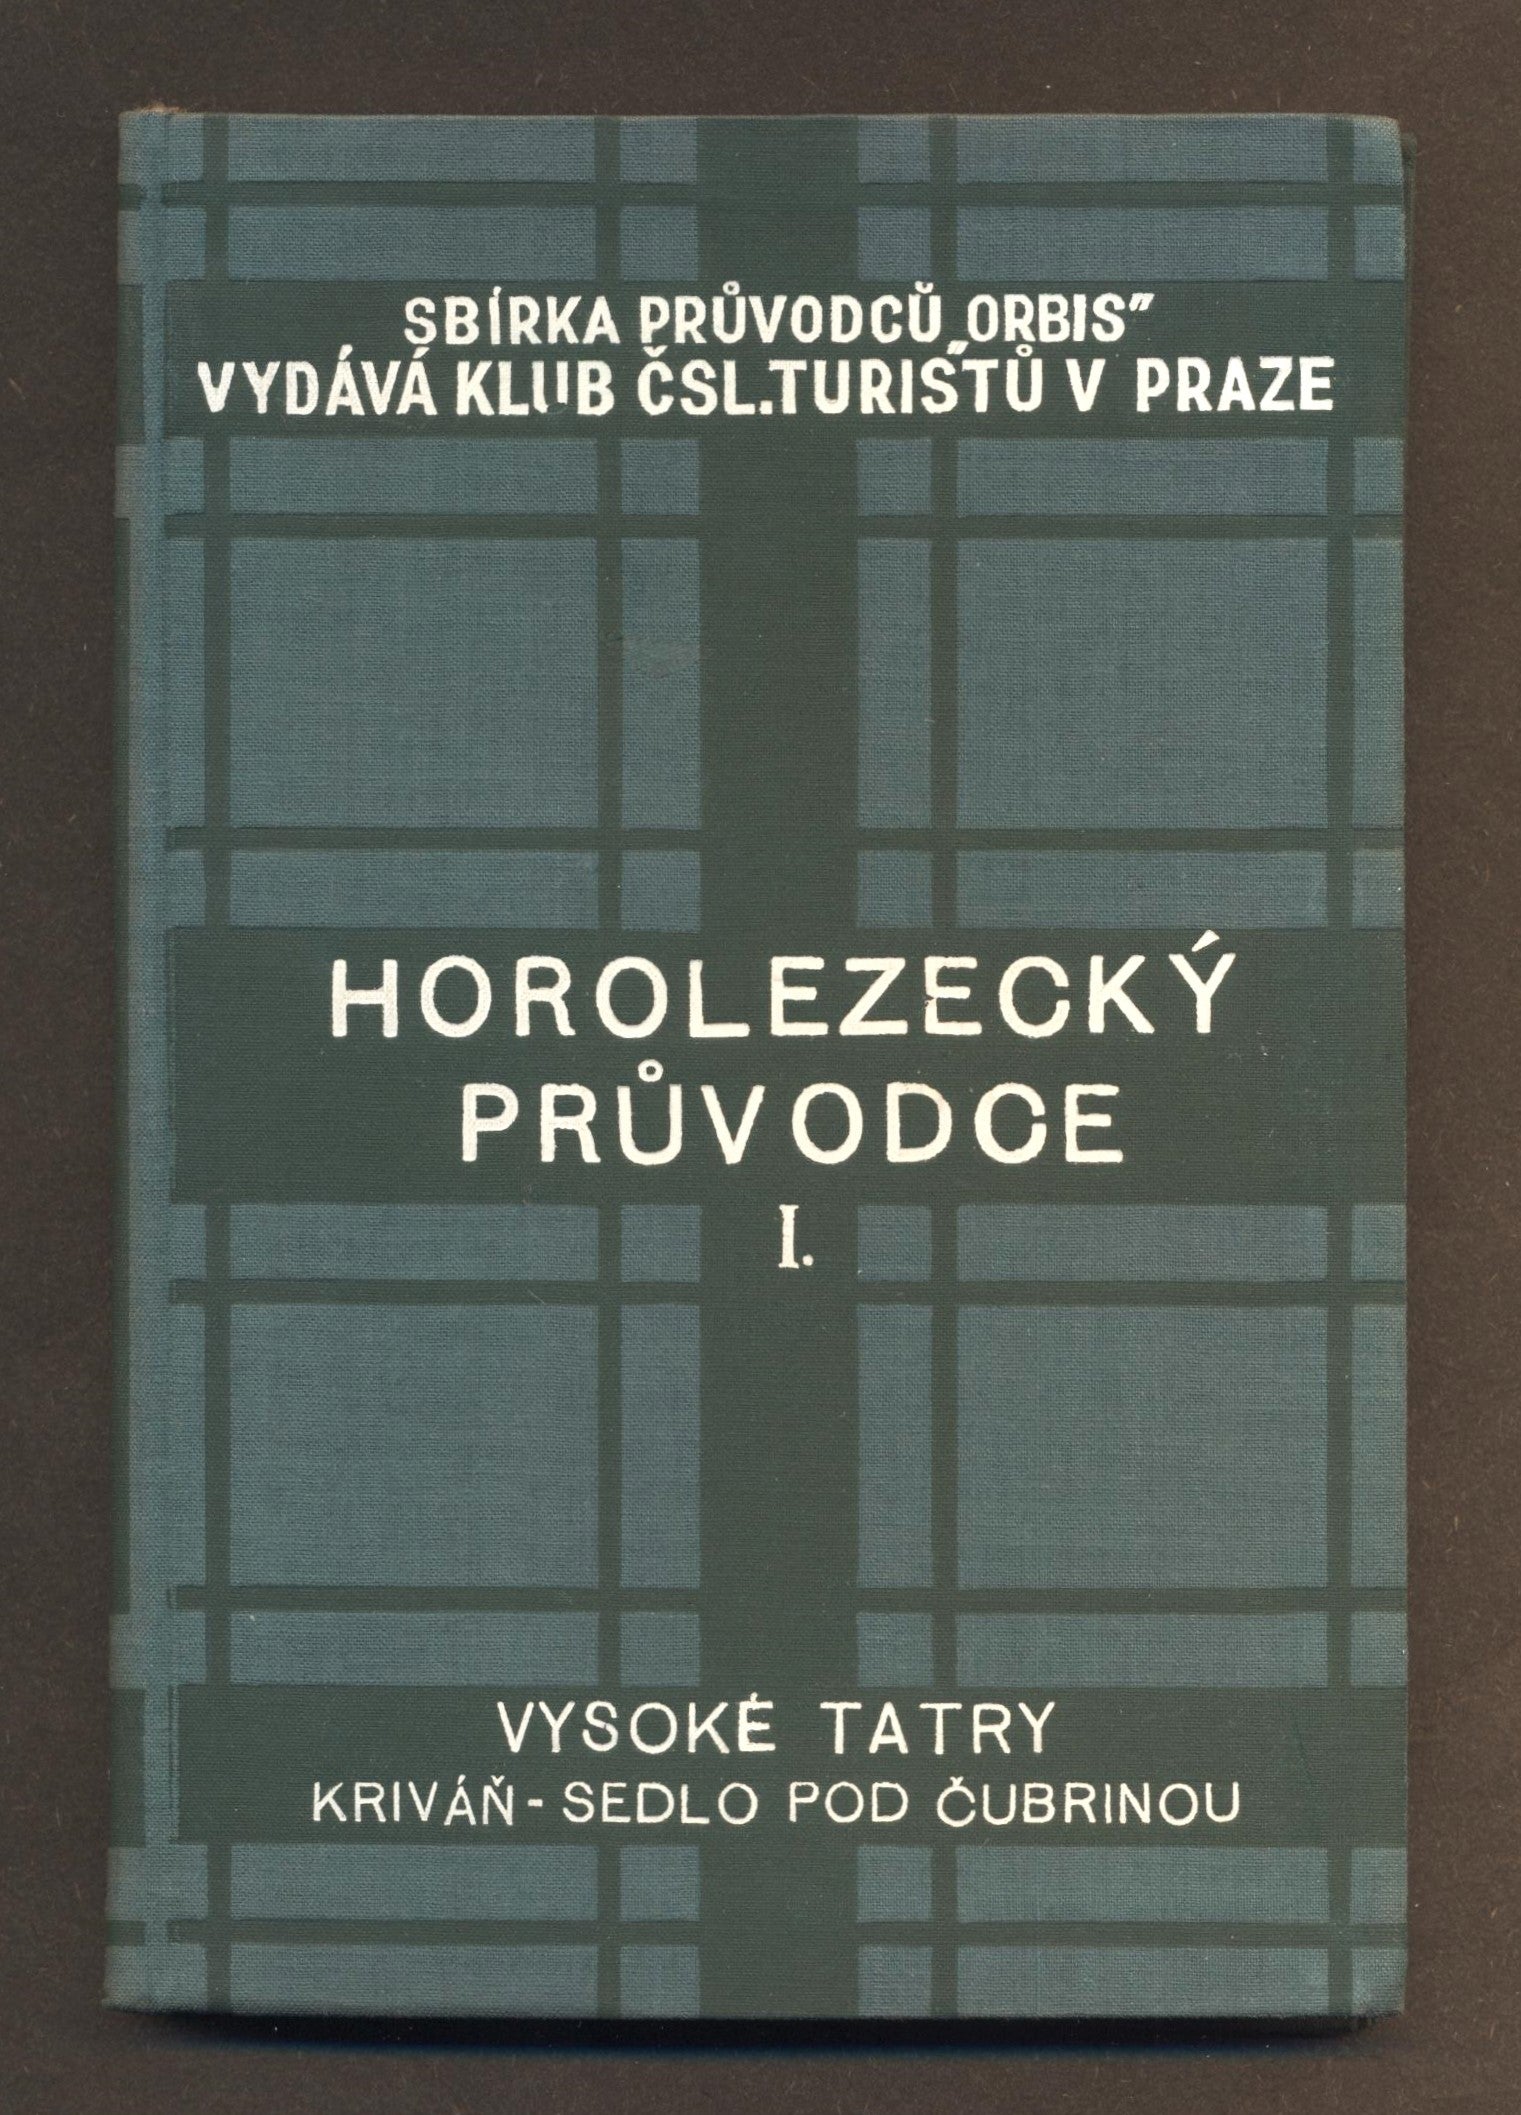 SBÍRKA PRŮVODCŮ „ORBIS"
VYDÁVÁ KLUB ČSL. TURISTŮ V PRAZE
HOROLEZECKÝ
PRŮVODCE
I.
VYSOKÉ TATRY
KRIVÁŇ - SEDLO POD ČUBRINOU